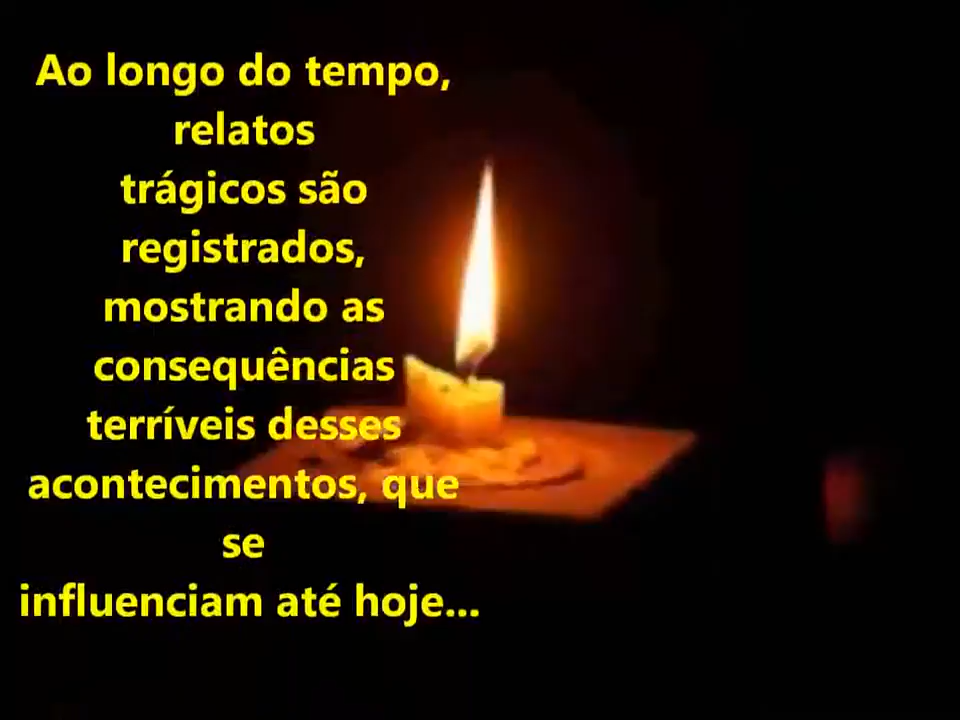 Ao longo do tempo,
relatos
trágicos são
registrados,
mostrando as
consequências
terríveis desses
acontecimentos, que
se
influenciam até hoje...